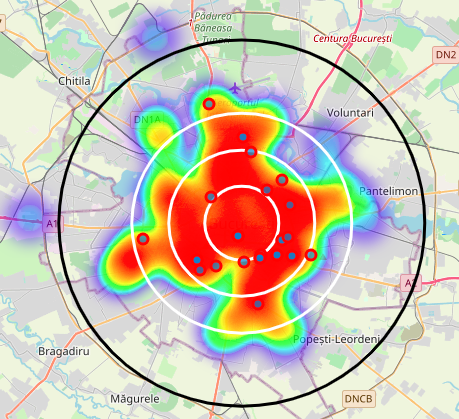 Pădurea
Băneasa
Centura București
DN2
Chitila
Voluntari
DN1A
Pantelimon
A1
A2
Popești-Leordeni
Bragadiru
Măgurele
DNCB